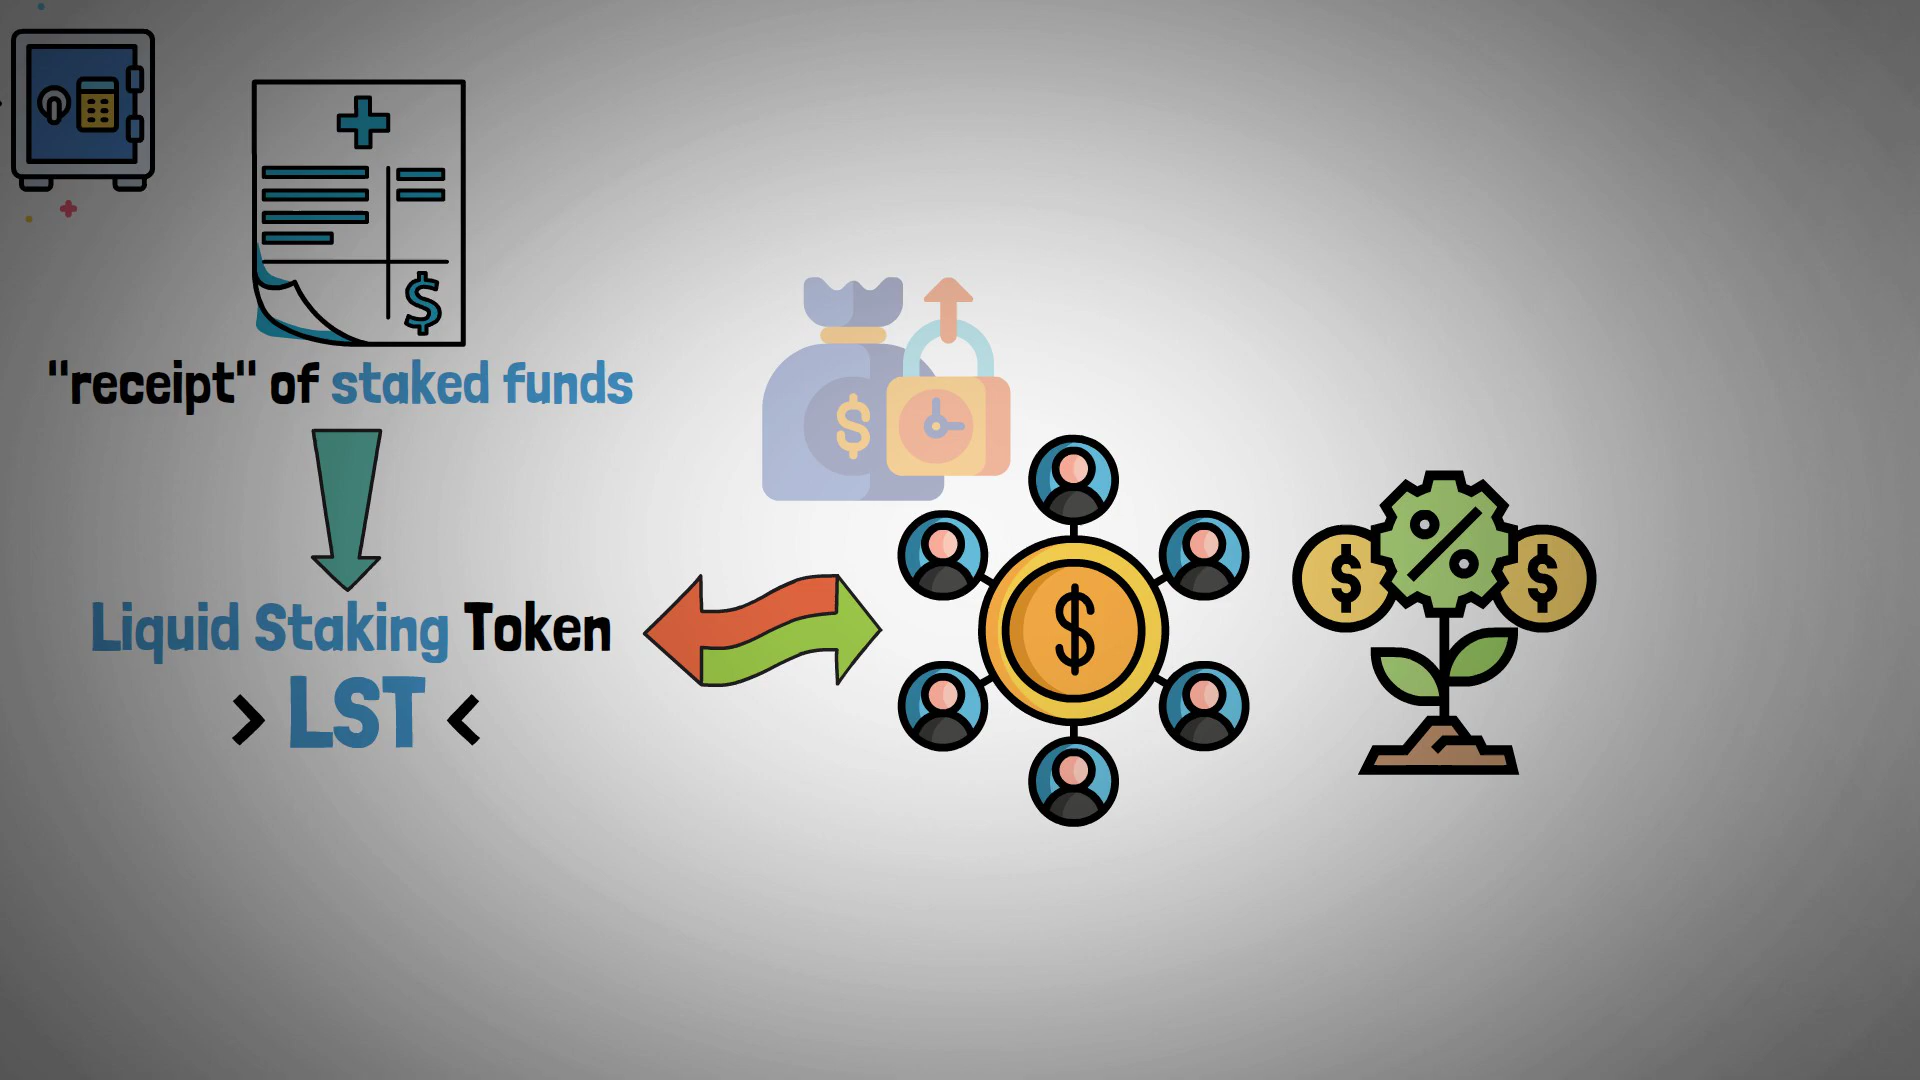 "receipt" of staked funds
Liquid Staking Token
> LST <